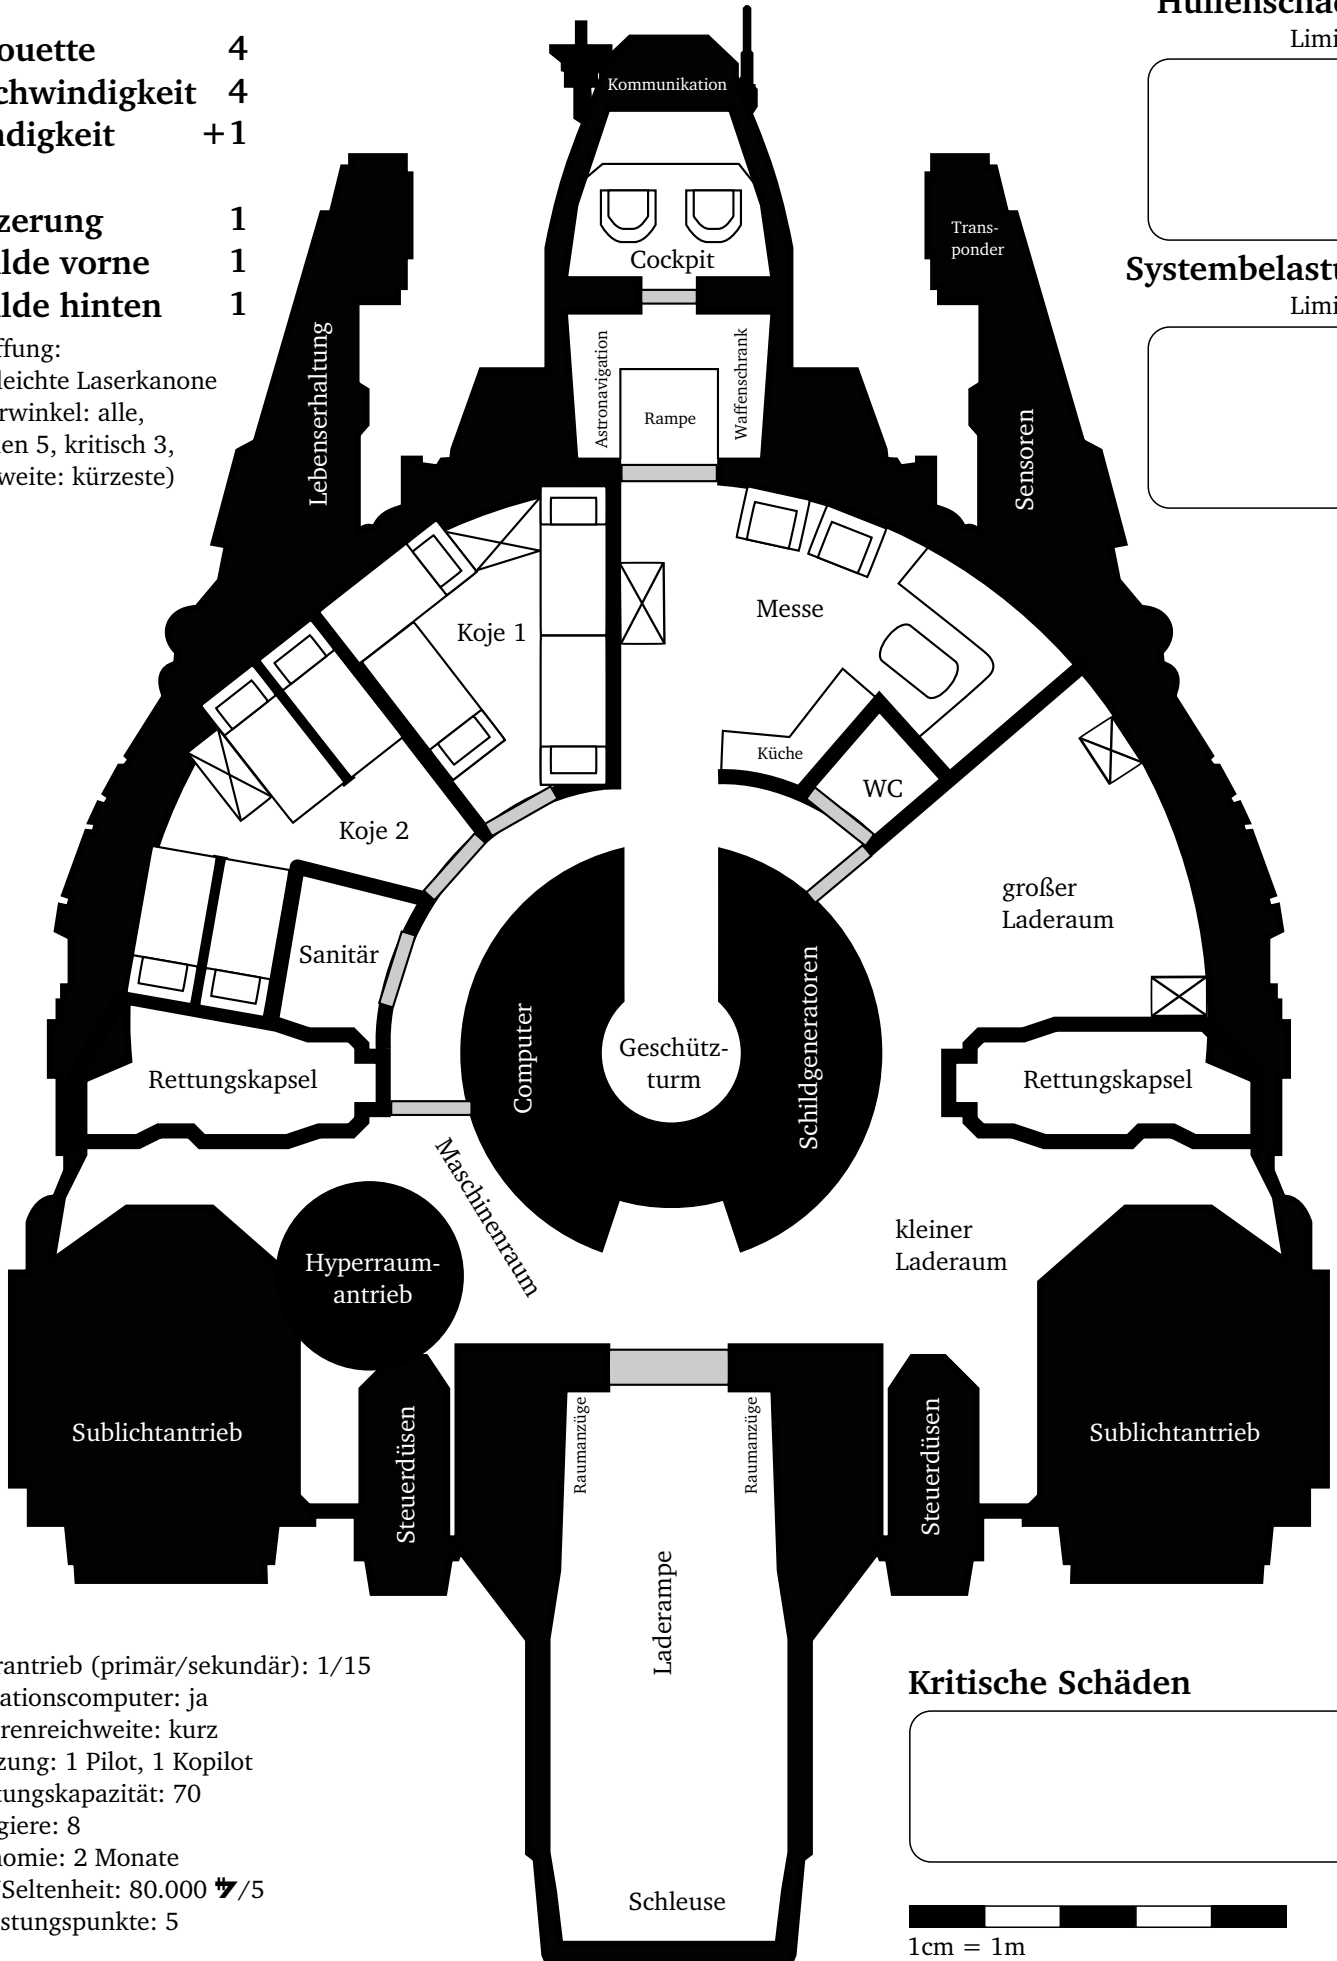 ouette 4
chwindigkeit 4
ndigkeit +1
zerung 1
lde vorne 1
lde hinten 1
ffung:
leichte Laserkanone
rwinkel: alle,
en 5, kritisch 3,
weite: kürzeste)
Hüllenschäd
Limi
Systembelastu
Limi
Kommunikation
Cockpit
Trans-
ponder
Lebenserhaltung
Astronavigation
Rampe
Waffenschrank
Sensoren
Koje 1
Messe
Küche
WC
Koje 2
großer
Laderaum
Sanitär
Computer
Geschütz-
turm
Schildgeneratoren
Rettungskapsel
Rettungskapsel
Maschinenraum
kleiner
Laderaum
Hyperraum-
antrieb
Sublichtantrieb
Steuerdüsen
Raumanzüge
Raumanzüge
Steuerdüsen
Sublichtantrieb
Laderampe
Schleuse
rantrieb (primär/sekundär): 1/15
ationscomputer: ja
renreichweite: kurz
zung: 1 Pilot, 1 Kopilot
tungskapazität: 70
giere: 8
nomie: 2 Monate
/Seltenheit: 80.000 /5
stungspunkte: 5
Kritische Schäden
1cm = 1m